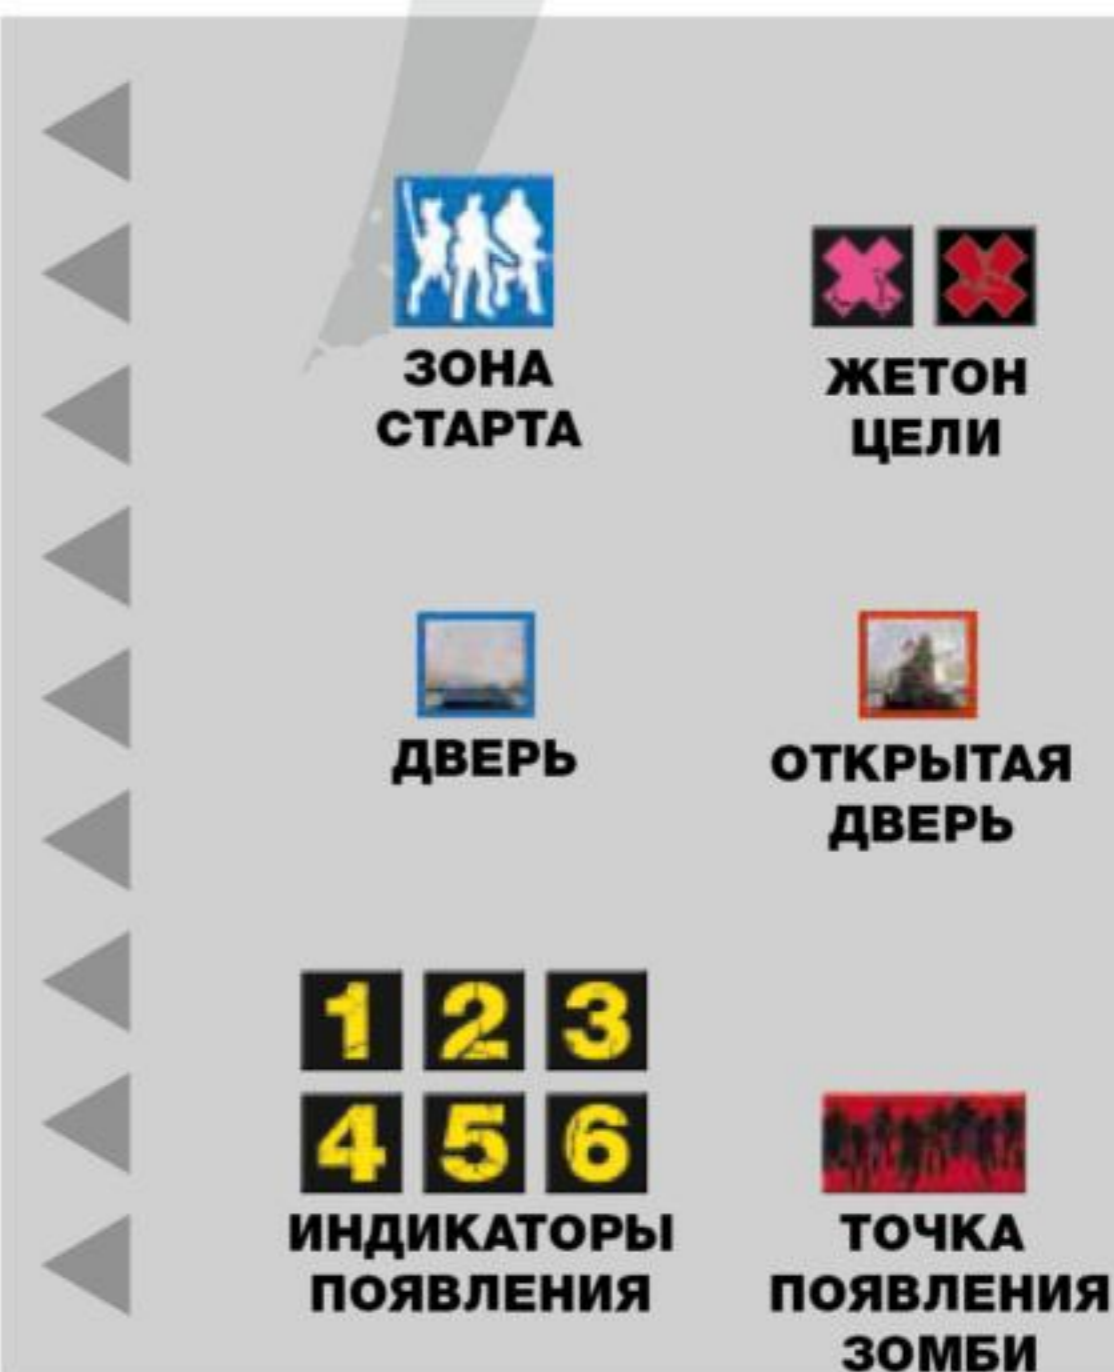 ЗОНА
СТАРТА
ЖЕТОН
ЦЕЛИ
ДВЕРЬ
ОТКРЫТАЯ
ДВЕРЬ
1 2 3
4 5 6
ИНДИКАТОРЫ
ПОЯВЛЕНИЯ
ТОЧКА
ПОЯВЛЕНИЯ
ЗОМБИ